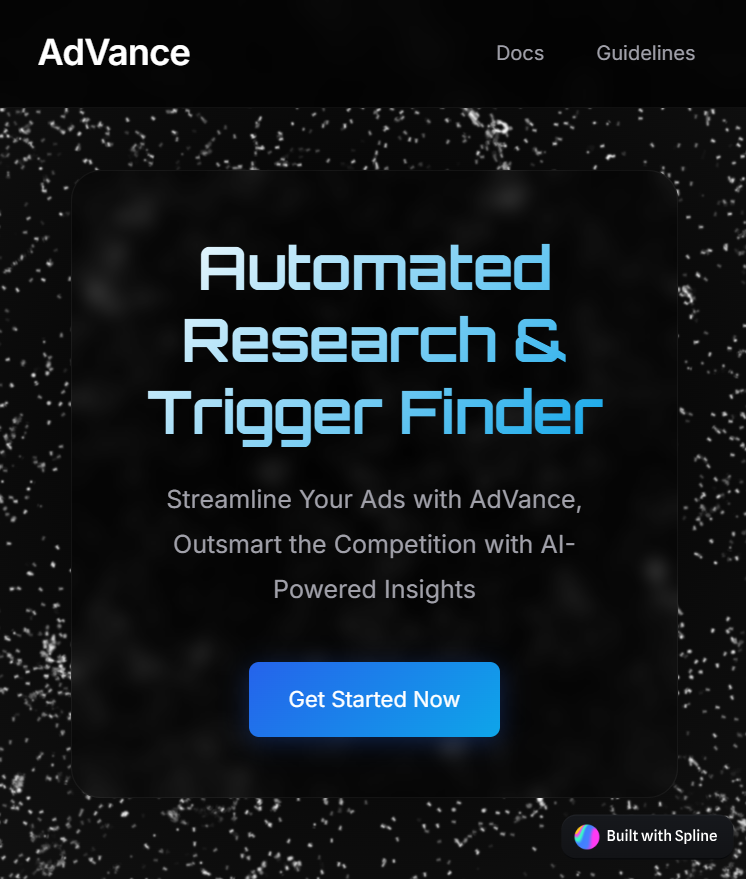 AdVance
Docs
Guidelines
Automated
Research &
Trigger Finder
Streamline Your Ads with AdVance,
Outsmart the Competition with AI-
Powered Insights
Get Started Now
Built with Spline